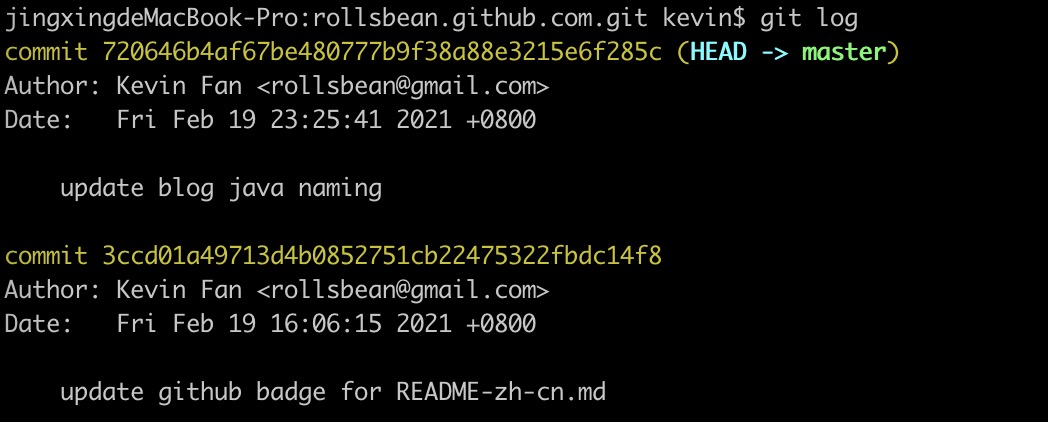 jingxingdeMacBook-Pro:rollsbean.github.com.git kevin$ git log
commit 720646b4af67be480777b9f38a88e3215e6f285c (HEAD -> master)
Author: Kevin Fan <rollsbean@gmail.com>
Date:   Fri Feb 19 23:25:41 2021 +0800
update blog java naming
commit 3ccd01a49713d4b0852751cb22475322fbdc14f8
Author: Kevin Fan <rollsbean@gmail.com>
Date:   Fri Feb 19 16:06:15 2021 +0800
update github badge for README-zh-cn.md